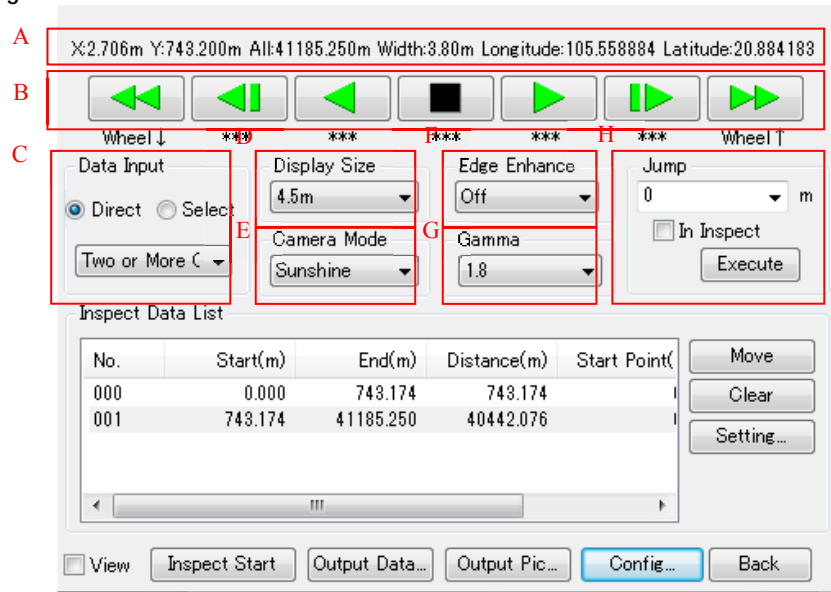 g
A
X:2.706m Y:743.200m All:41185.250m Width:3.80m Longitude:105.558884 Latitude:20.884183
B
Wheel↓ *** *** *** *** *** Wheel↑
D F H
C
Data Input Display Size Edge Enhance Jump
4.5m Off 0 m
Direct Select
E G
Camera Mode Gamma In Inspect
Two or More C Sunshine 1.8 Execute
Inspect Data List
No. Start(m) End(m) Distance(m) Start Point( Move
000 0.000 743.174 743.174 Clear
001 743.174 41185.250 40442.076
Setting...
View Inspect Start Output Data... Output Pic... Config... Back